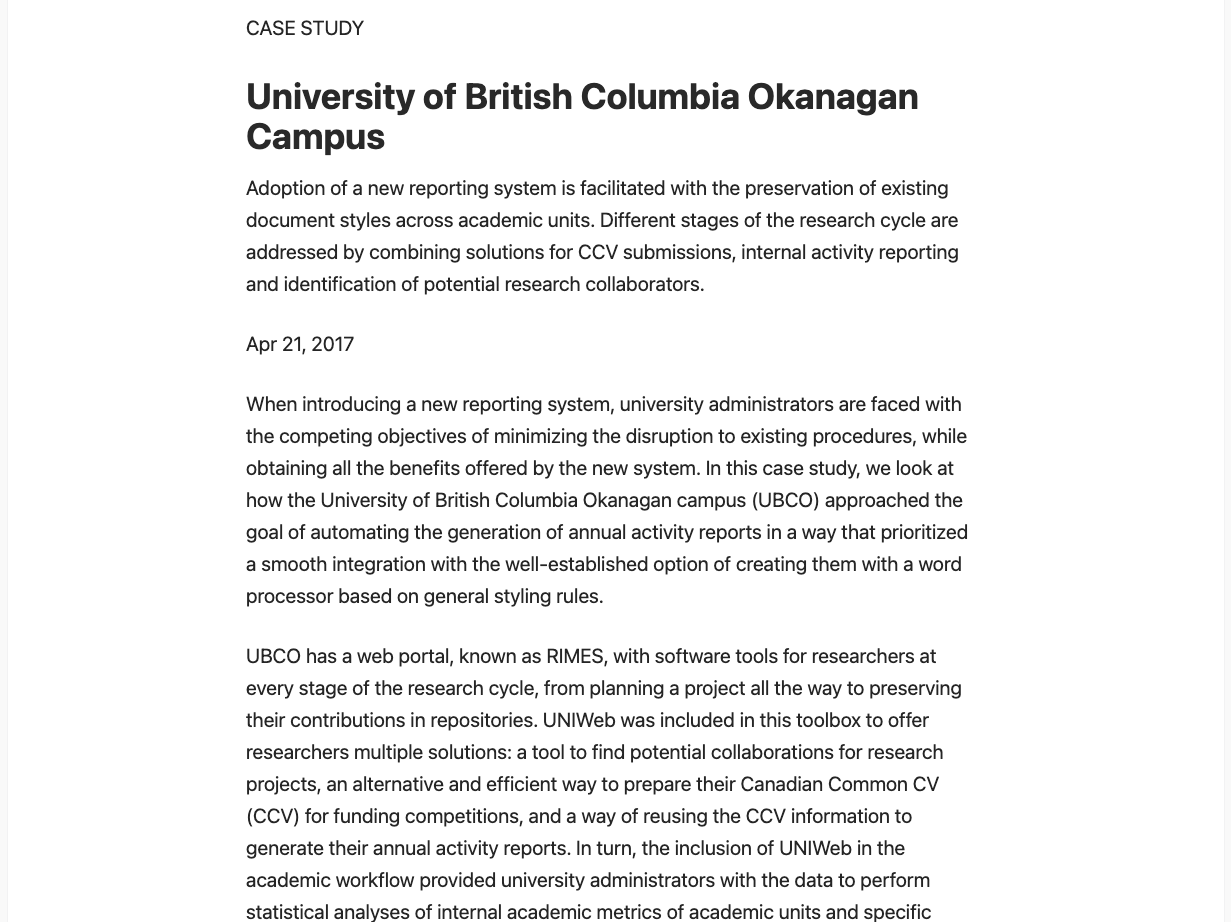 CASE STUDY
University of British Columbia Okanagan
Campus
Adoption of a new reporting system is facilitated with the preservation of existing
document styles across academic units. Different stages of the research cycle are
addressed by combining solutions for CCV submissions, internal activity reporting
and identification of potential research collaborators.
Apr 21, 2017
When introducing a new reporting system, university administrators are faced with
the competing objectives of minimizing the disruption to existing procedures, while
obtaining all the benefits offered by the new system. In this case study, we look at
how the University of British Columbia Okanagan campus (UBCO) approached the
goal of automating the generation of annual activity reports in a way that prioritized
a smooth integration with the well-established option of creating them with a word
processor based on general styling rules.
UBCO has a web portal, known as RIMES, with software tools for researchers at
every stage of the research cycle, from planning a project all the way to preserving
their contributions in repositories. UNIWeb was included in this toolbox to offer
researchers multiple solutions: a tool to find potential collaborations for research
projects, an alternative and efficient way to prepare their Canadian Common CV
(CCV) for funding competitions, and a way of reusing the CCV information to
generate their annual activity reports. In turn, the inclusion of UNIWeb in the
academic workflow provided university administrators with the data to perform
statistical analyses of internal academic metrics of academic units and specific